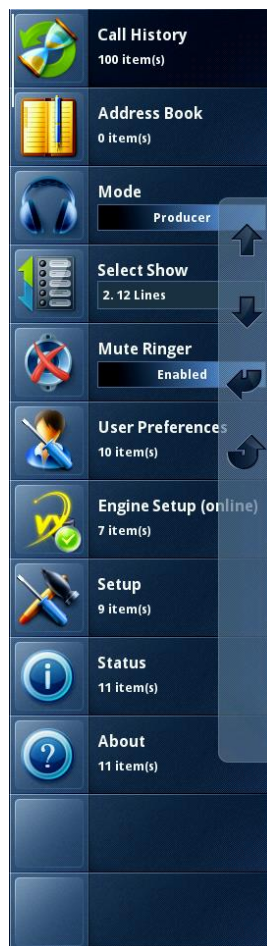 Call History
100 item(s)
Address Book
0 item(s)
Mode
Producer
Select Show
2. 12 Lines
Mute Ringer
Enabled
User Preferences
10 item(s)
Engine Setup (online)
7 item(s)
Setup
9 item(s)
Status
11 item(s)
About
11 item(s)